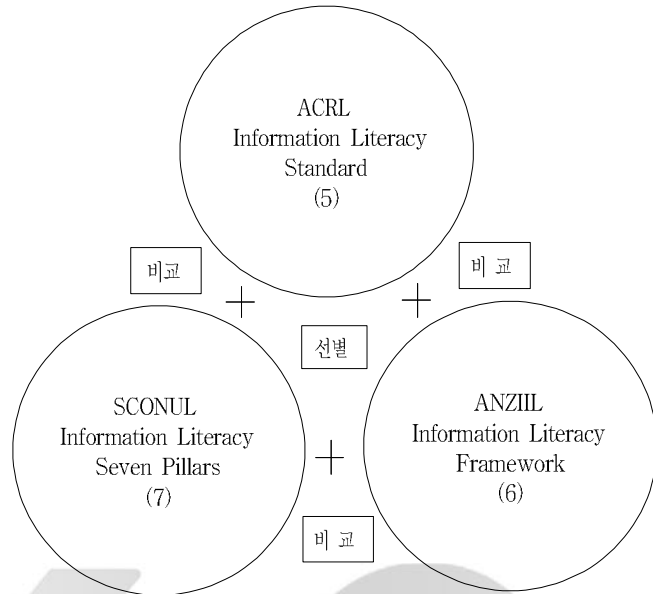 ACRL
Information Literacy
Standard
(5)
비교
비 교
선별
SCONUL
Information Literacy
Seven Pillars
(7)
ANZIIL
Information Literacy
Framework
(6)
비 교